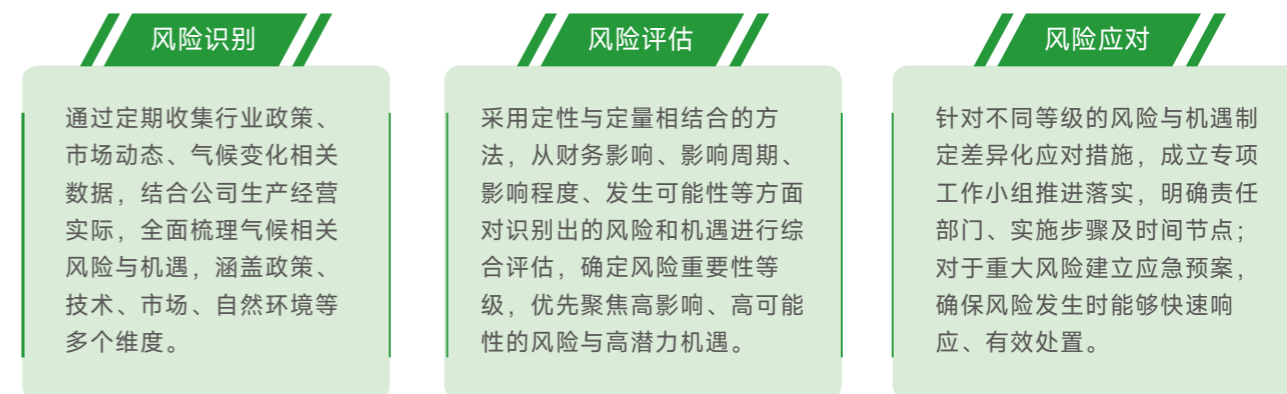 风险识别
通过定期收集行业政策、
市场动态、气候变化相关
数据，结合公司生产经营
实际，全面梳理气候相关
风险与机遇，涵盖政策、
技术、市场、自然环境等
多个维度。
风险评估
采用定性与定量相结合的方
法，从财务影响、影响周期、
影响程度、发生可能性等方面
对识别出的风险和机遇进行综
合评估，确定风险重要性等
级，优先聚焦高影响、高可能
性的风险与高潜力机遇。
风险应对
针对不同等级的风险与机遇制
定差异化应对措施，成立专项
工作小组推进落实，明确责任
部门、实施步骤及时间节点；
对于重大风险建立应急预案，
确保风险发生时能够快速响
应、有效处置。